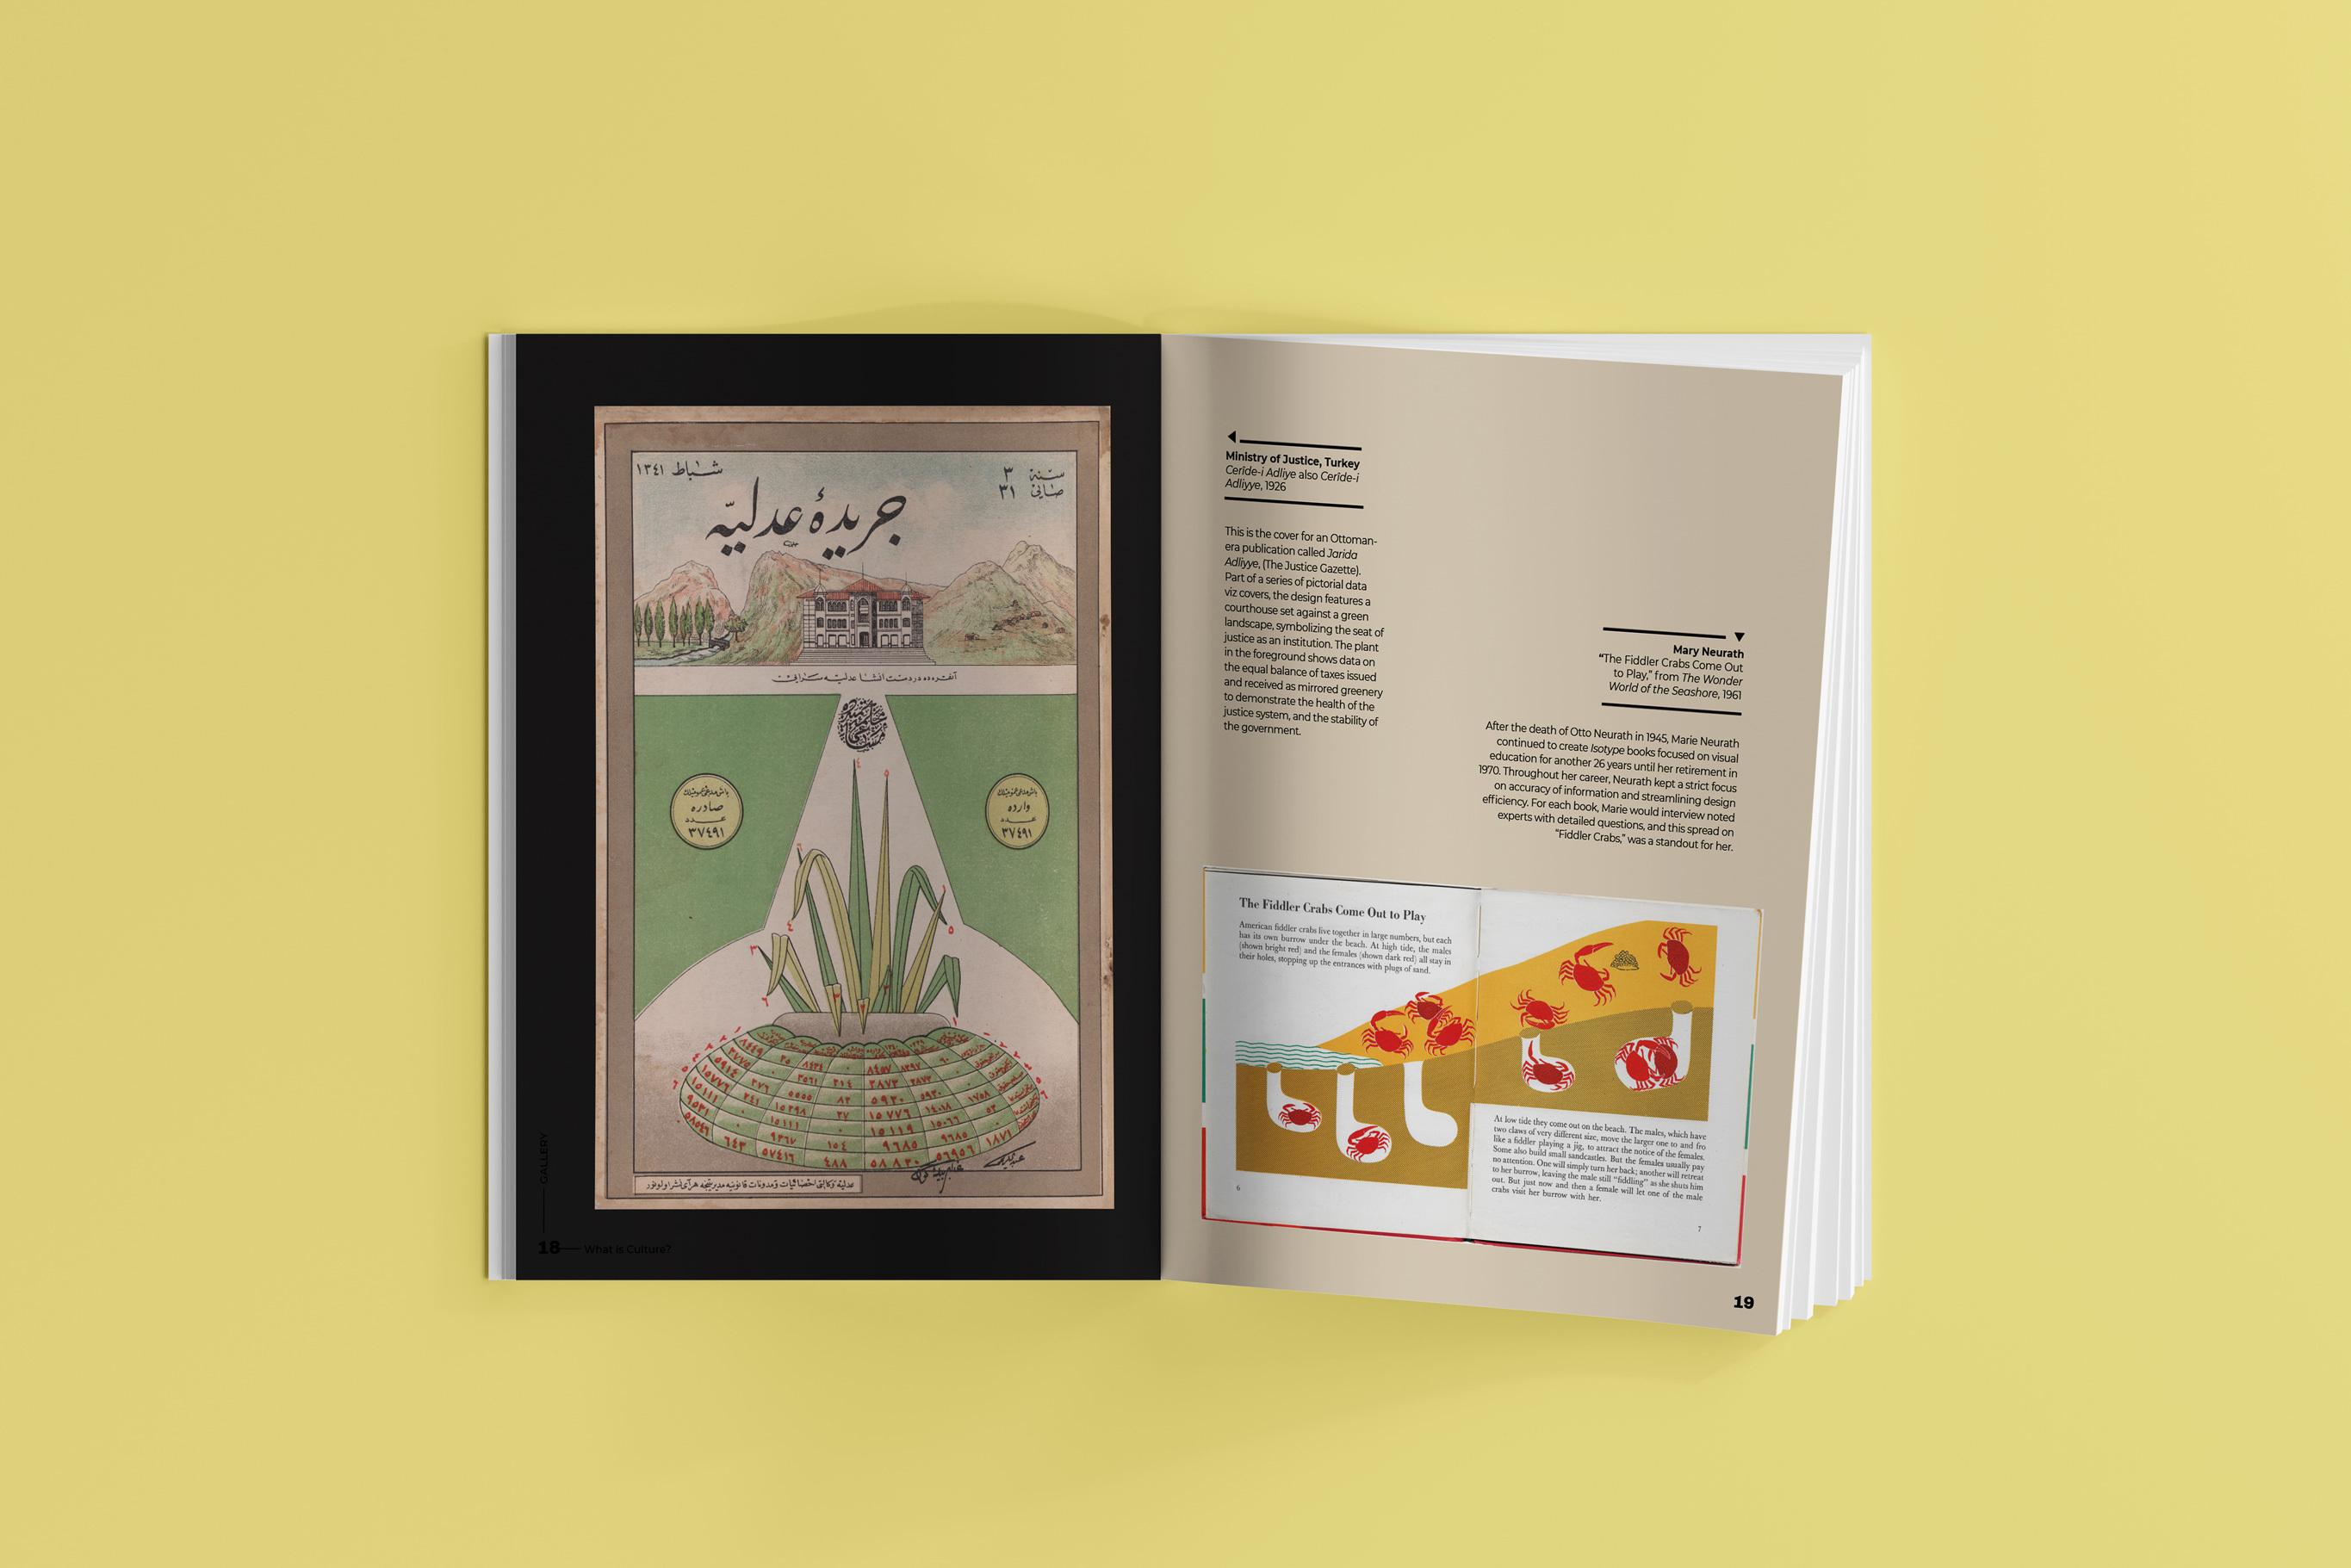 شباط ١٣٤١
سنه ٣
صایی ٣١
جریدهٔ عدلیّه
آنقره ده در دست انشا عدلیه سرایی
صادره
عدد
٣٧٤٩١
وارده
عدد
٣٧٤٩١
GALLERY
18 What is Culture?
Ministry of Justice, Turkey
Ceride-i Adliye also Ceride-i
Adliyye, 1926
This is the cover for an Ottoman-
era publication called Jarida
Adliyye, (The Justice Gazette).
Part of a series of pictorial data
viz covers, the design features a
courthouse set against a green
landscape, symbolizing the seat of
justice as an institution. The plant
in the foreground shows data on
the equal balance of taxes issued
and received as mirrored greenery
to demonstrate the health of the
justice system, and the stability of
the government.
Mary Neurath
“The Fiddler Crabs Come Out
to Play,” from The Wonder
World of the Seashore, 1961
After the death of Otto Neurath in 1945, Marie Neurath
continued to create Isotype books focused on visual
education for another 26 years until her retirement in
1970. Throughout her career, Neurath kept a strict focus
on accuracy of information and streamlining design
efficiency. For each book, Marie would interview noted
experts with detailed questions, and this spread on
“Fiddler Crabs,” was a standout for her.
The Fiddler Crabs Come Out to Play
American fiddler crabs live together in large numbers, but each
has its own burrow under the beach. At high tide, the males
(shown bright red) and the females (shown dark red) all stay in
their holes, stopping up the entrances with plugs of sand.
6
At low tide they come out on the beach. The males, which have
two claws of very different size, move the larger one to and fro
like a fiddler playing a jig, to attract the notice of the females.
Some also build small sandcastles. But the females usually pay
no attention. One will simply turn her back; another will retreat
to her burrow, leaving the male still “fiddling” as she shuts him
out. But just now and then a female will let one of the male
crabs visit her burrow with her.
7
19